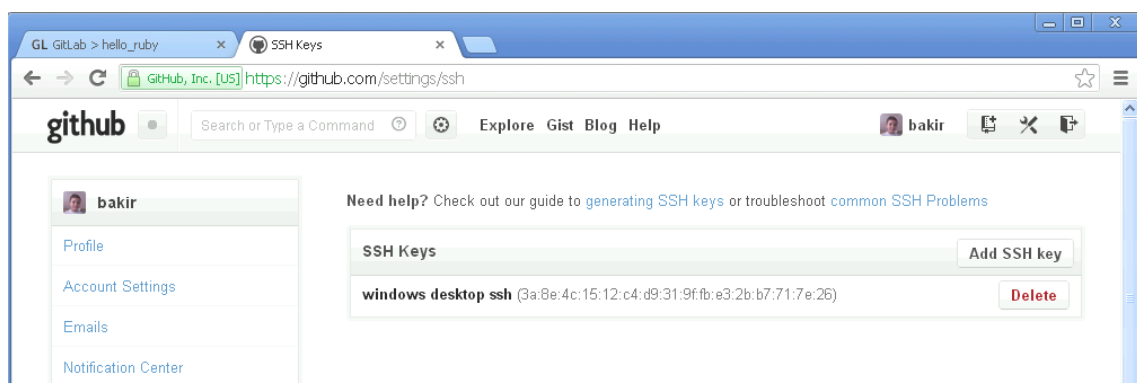 GL GitLab > hello_ruby × SSH Keys ×
GitHub, Inc. [US] https://github.com/settings/ssh
github Search or Type a Command ? Explore Gist Blog Help bakir
bakir
Profile
Account Settings
Emails
Notification Center
Need help? Check out our guide to generating SSH keys or troubleshoot common SSH Problems
SSH Keys Add SSH key
windows desktop ssh (3a:8e:4c:15:12:c4:d9:31:9f:fb:e3:2b:b7:71:7e:26) Delete